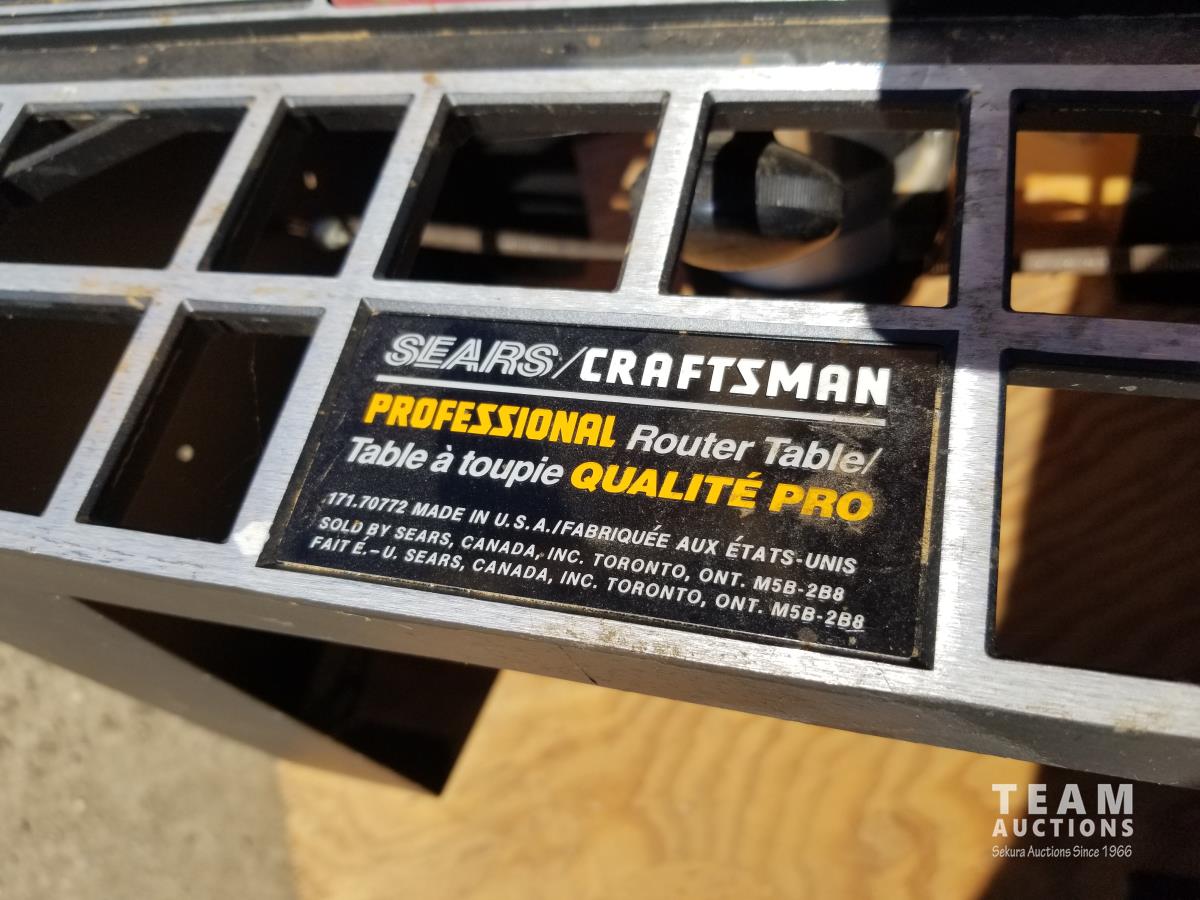 SEARS/CRAFTSMAN
PROFESSIONAL Router Table/
Table à toupie QUALITÉ PRO
171.70772 MADE IN U.S.A./FABRIQUÉE AUX ÉTATS-UNIS
SOLD BY SEARS, CANADA, INC. TORONTO, ONT. M5B-2B8
FAIT É.-U. SEARS, CANADA, INC. TORONTO, ONT. M5B-2B8
TEAM
AUCTIONS
Sekura Auctions Since 1966